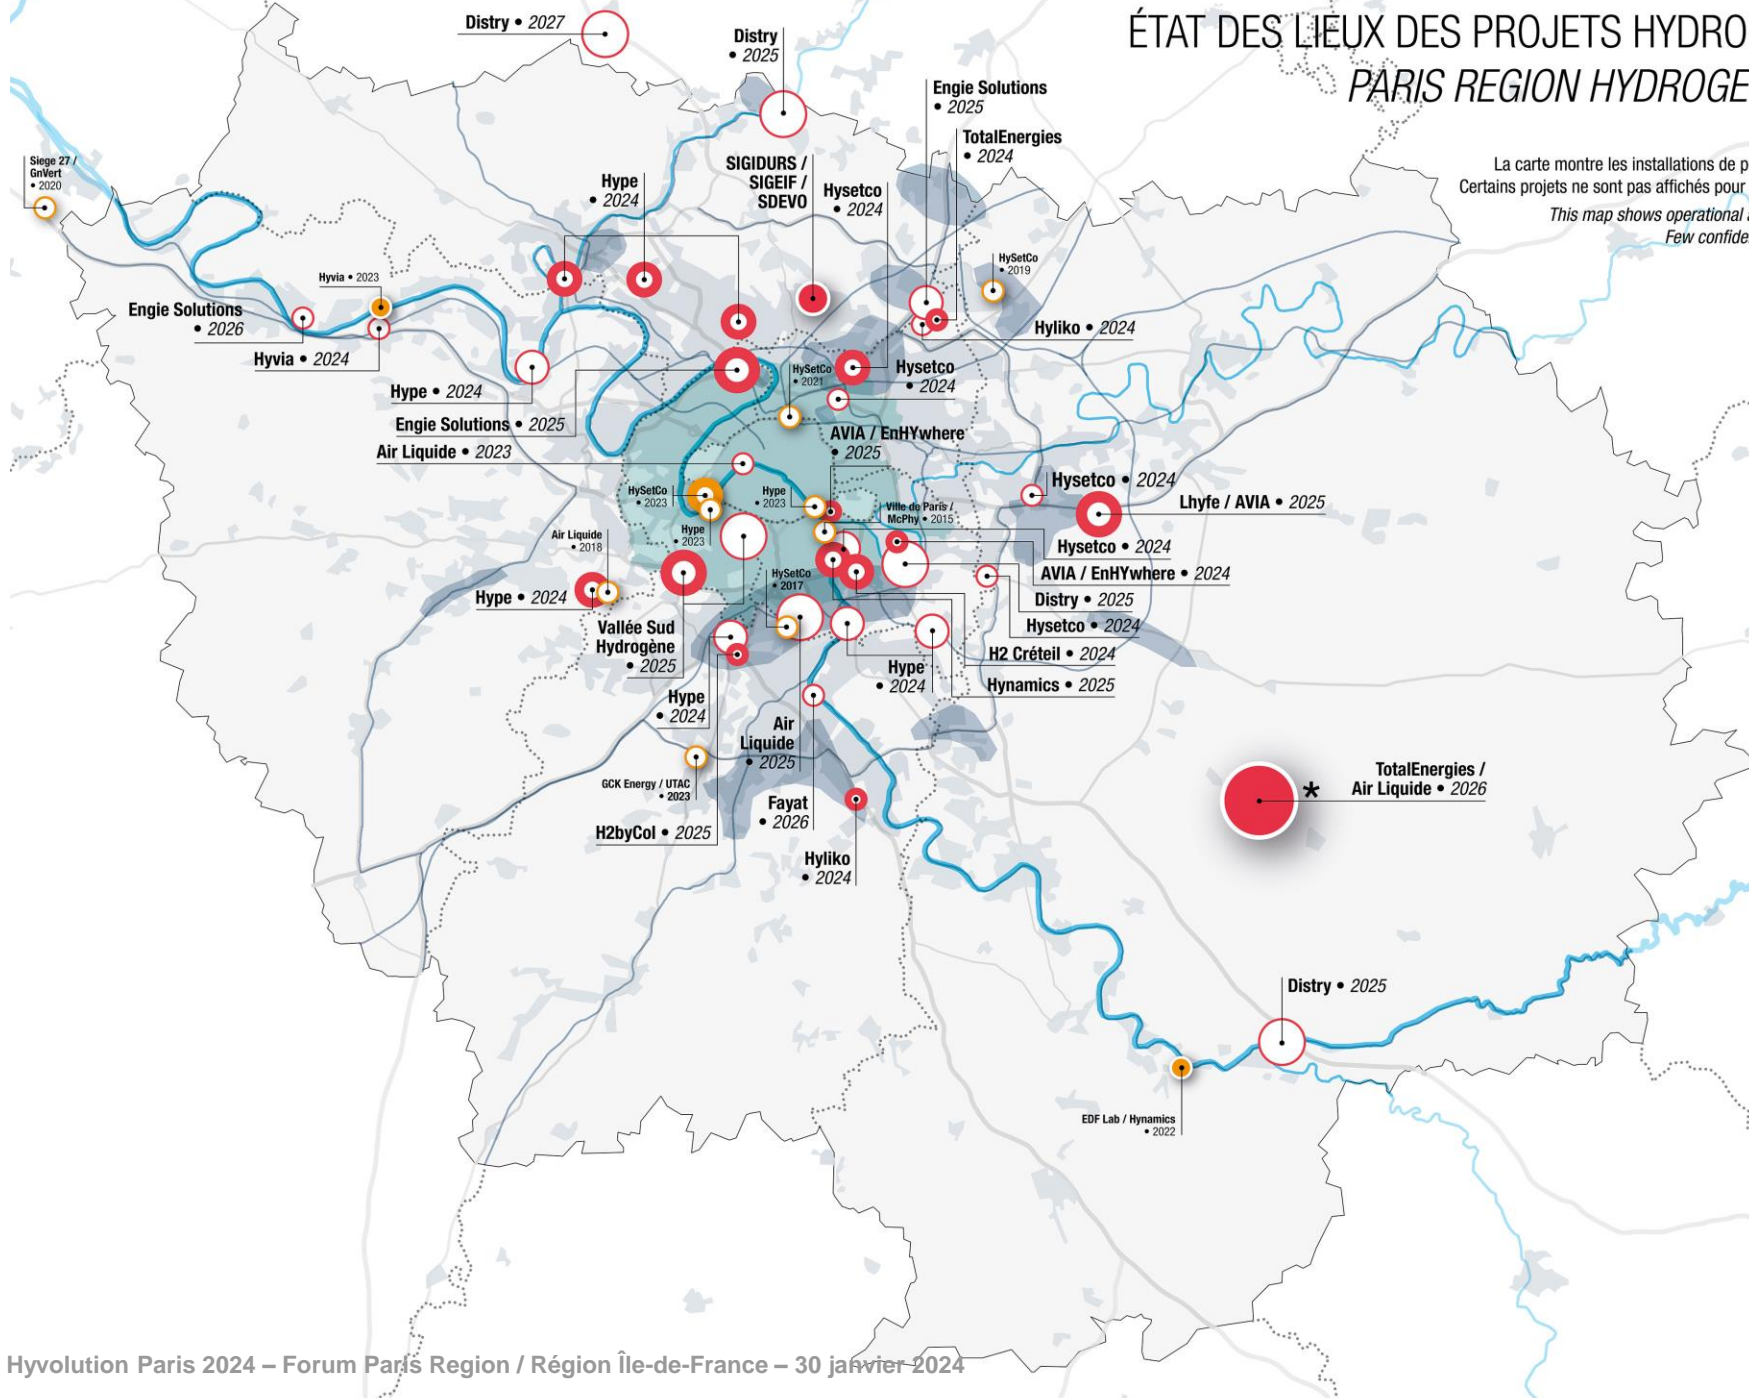 ÉTAT DES LIEUX DES PROJETS HYDRO
PARIS REGION HYDROGE
La carte montre les installations de p
Certains projets ne sont pas affichés pour
This map shows operational a
Few confide
Distry • 2027
Distry
• 2025
Engie Solutions
• 2025
TotalEnergies
• 2024
Siege 27 /
GnVert
• 2020
SIGIDURS /
SIGEIF /
SDEVO
Hype
• 2024
Hysetco
• 2024
HySetCo
• 2019
Hyvia • 2023
Engie Solutions
• 2026
Hyliko • 2024
Hyvia • 2024
HySetCo
• 2021
Hysetco
• 2024
Hype • 2024
Engie Solutions • 2025
AVIA / EnHYwhere
• 2025
Air Liquide • 2023
Hysetco • 2024
HySetCo
• 2023
Hype
• 2023
Lhyfe / AVIA • 2025
Ville de Paris /
McPhy • 2015
Hype
• 2023
Air Liquide
• 2018
Hysetco • 2024
AVIA / EnHYwhere • 2024
HySetCo
• 2017
Hype • 2024
Distry • 2025
Vallée Sud
Hydrogène
• 2025
Hysetco • 2024
H2 Créteil • 2024
Hype
• 2024
Hynamics • 2025
Hype
• 2024
Air
Liquide
• 2025
GCK Energy / UTAC
• 2023
TotalEnergies /
Air Liquide • 2026
*
Fayat
• 2026
H2byCol • 2025
Hyliko
• 2024
Distry • 2025
EDF Lab / Hynamics
• 2022
Hyvolution Paris 2024 – Forum Paris Region / Région Île-de-France – 30 janvier 2024